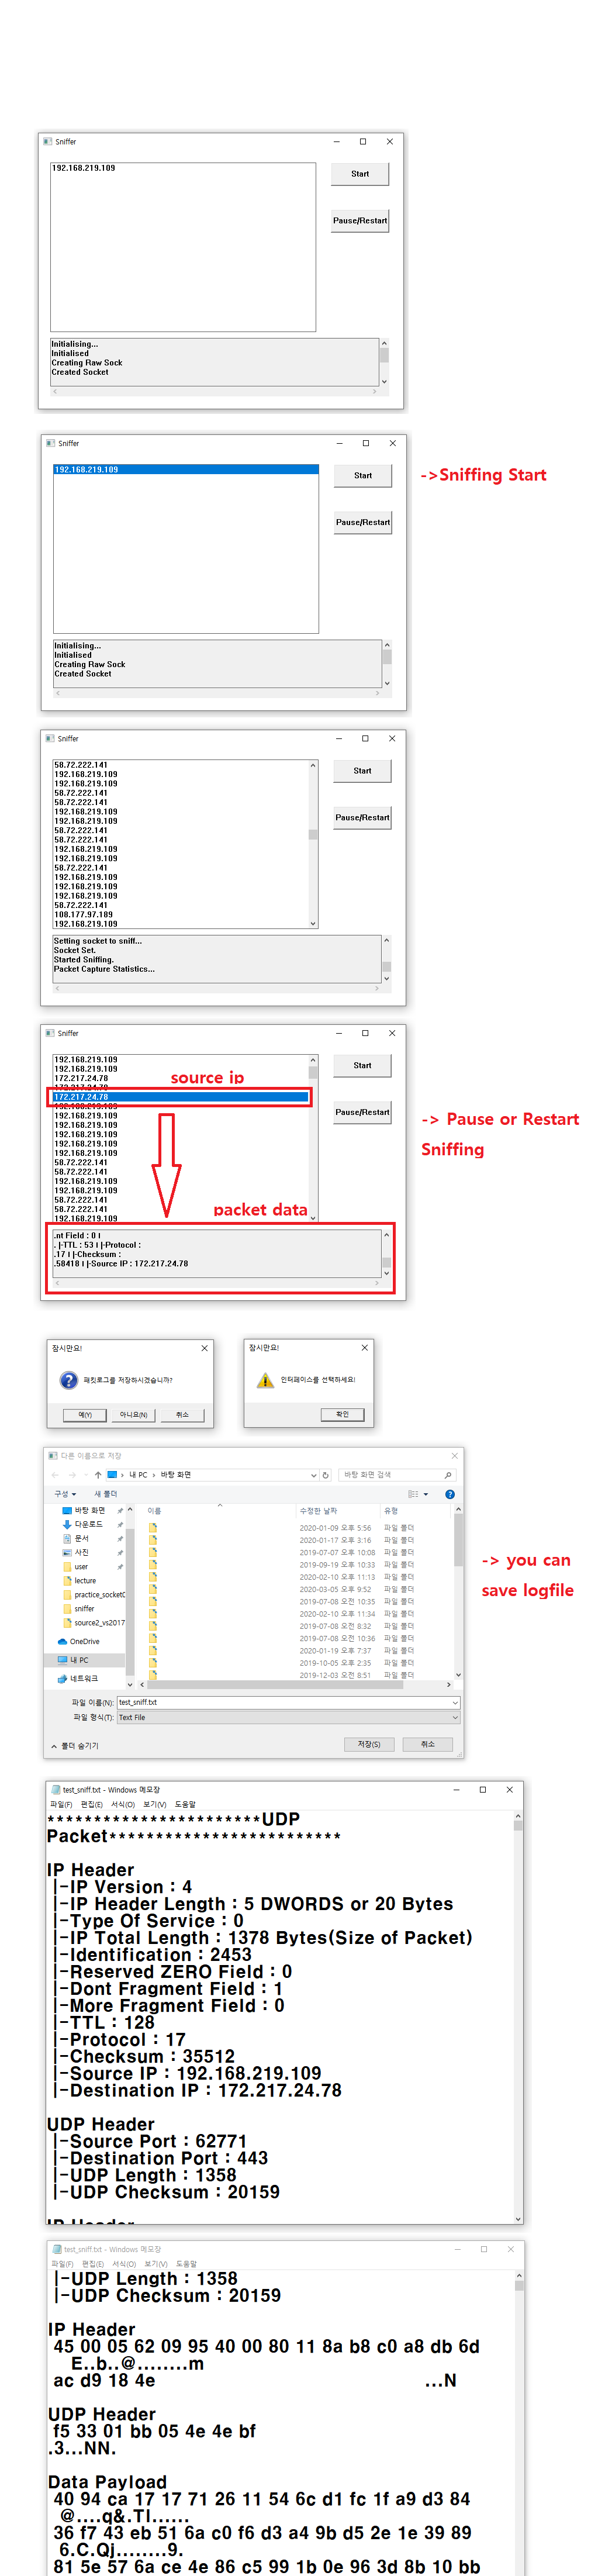 Sniffer
192.168.219.109
Start
Pause/Restart
Initialising...
Initialised
Creating Raw Sock
Created Socket
Sniffer
192.168.219.109
Start
->Sniffing Start
Pause/Restart
Initialising...
Initialised
Creating Raw Sock
Created Socket
Sniffer
58.72.222.141
192.168.219.109
192.168.219.109
58.72.222.141
58.72.222.141
192.168.219.109
192.168.219.109
58.72.222.141
58.72.222.141
192.168.219.109
192.168.219.109
58.72.222.141
192.168.219.109
192.168.219.109
192.168.219.109
58.72.222.141
108.177.97.189
192.168.219.109
Start
Pause/Restart
Setting socket to sniff...
Socket Set.
Started Sniffing.
Packet Capture Statistics...
Sniffer
192.168.219.109
192.168.219.109
172.217.24.78
172.217.24.78
source ip
172.217.24.78
192.168.219.109
192.168.219.109
192.168.219.109
192.168.219.109
192.168.219.109
192.168.219.109
58.72.222.141
58.72.222.141
192.168.219.109
192.168.219.109
58.72.222.141
58.72.222.141
192.168.219.109
Start
Pause/Restart
-> Pause or Restart
Sniffing
packet data
.nt Field : 0 |
. |-TTL : 53 | |-Protocol :
.17 | |-Checksum :
.58418 | |-Source IP : 172.217.24.78
잠시만요!
패킷로그를 저장하시겠습니까?
예(Y) 아니요(N) 취소
잠시만요!
인터페이스를 선택하세요!
확인
다른 이름으로 저장
내 PC › 바탕 화면
바탕 화면 검색
구성 새 폴더
이름 수정한 날짜 유형
바탕 화면
다운로드
문서
사진
user
lecture
practice_socket
sniffer
source2_vs2017
OneDrive
내 PC
네트워크
2020-01-09 오후 5:56 파일 폴더
2020-01-17 오후 3:16 파일 폴더
2019-07-07 오전 10:08 파일 폴더
2019-09-19 오전 10:33 파일 폴더
2020-02-10 오후 11:13 파일 폴더
2020-03-05 오전 9:52 파일 폴더
2019-07-08 오전 10:35 파일 폴더
2020-02-10 오후 11:34 파일 폴더
2019-07-08 오전 8:32 파일 폴더
2019-07-08 오전 10:36 파일 폴더
2020-01-19 오후 7:37 파일 폴더
2019-10-05 오후 2:35 파일 폴더
2019-12-03 오전 8:51 파일 폴더
-> you can
save logfile
파일 이름(N): test_sniff.txt
파일 형식(T): Text File
폴더 숨기기
저장(S) 취소
test_sniff.txt - Windows 메모장
파일(F) 편집(E) 서식(O) 보기(V) 도움말
***********************UDP
Packet*************************
IP Header
|-IP Version : 4
|-IP Header Length : 5 DWORDS or 20 Bytes
|-Type Of Service : 0
|-IP Total Length : 1378 Bytes(Size of Packet)
|-Identification : 2453
|-Reserved ZERO Field : 0
|-Dont Fragment Field : 1
|-More Fragment Field : 0
|-TTL : 128
|-Protocol : 17
|-Checksum : 35512
|-Source IP : 192.168.219.109
|-Destination IP : 172.217.24.78
UDP Header
|-Source Port : 62771
|-Destination Port : 443
|-UDP Length : 1358
|-UDP Checksum : 20159
IP Header
test_sniff.txt - Windows 메모장
파일(F) 편집(E) 서식(O) 보기(V) 도움말
|-UDP Length : 1358
|-UDP Checksum : 20159
IP Header
45 00 05 62 09 95 40 00 80 11 8a b8 c0 a8 db 6d
E..b..@........m
ac d9 18 4e ...N
UDP Header
f5 33 01 bb 05 4e 4e bf
.3...NN.
Data Payload
40 94 ca 17 17 71 26 11 54 6c d1 fc 1f a9 d3 84
@....q&.Tl......
36 f7 43 eb 51 6a c0 f6 d3 a4 9b d5 2e 1e 39 89
6.C.Qj........9.
81 5e 57 6a ce 4e 86 c5 99 1b 0e 96 3d 8b 10 bb